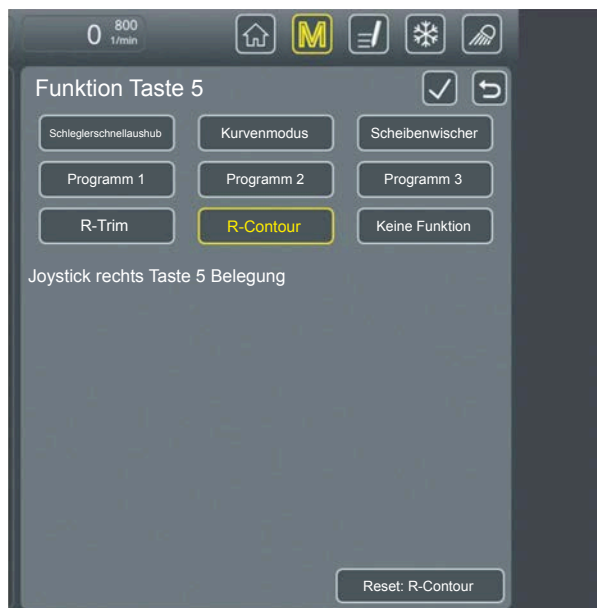 0 800 1/min M
Funktion Taste 5
Schleglerschnellaushub Kurvenmodus Scheibenwischer
Programm 1 Programm 2 Programm 3
R-Trim R-Contour Keine Funktion
Joystick rechts Taste 5 Belegung
Reset: R-Contour